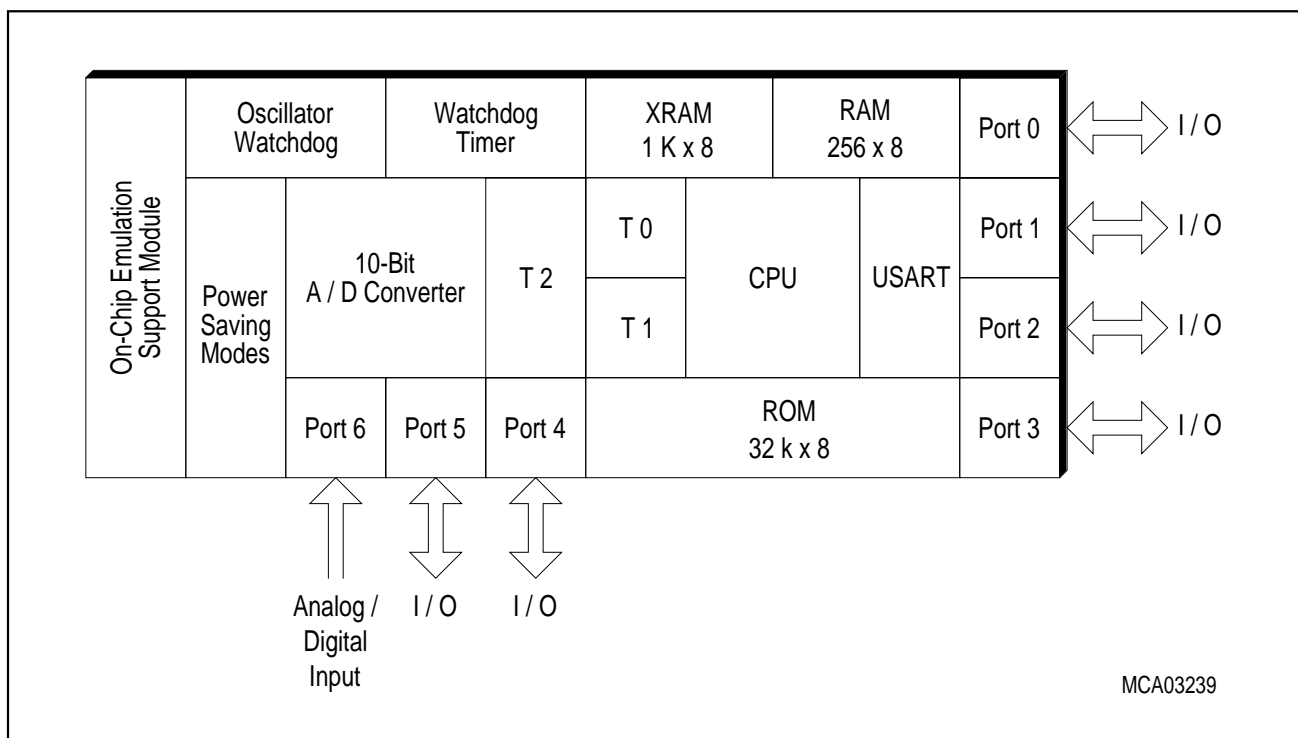 On-Chip Emulation
Support Module
Oscillator
Watchdog
Watchdog
Timer
XRAM
1 K x 8
RAM
256 x 8
Port 0
I / O
Power
Saving
Modes
10-Bit
A / D Converter
T 2
T 0
T 1
CPU
USART
Port 1
I / O
Port 2
I / O
Port 6
Port 5
Port 4
ROM
32 k x 8
Port 3
I / O
Analog /
Digital
Input
I / O
I / O
MCA03239